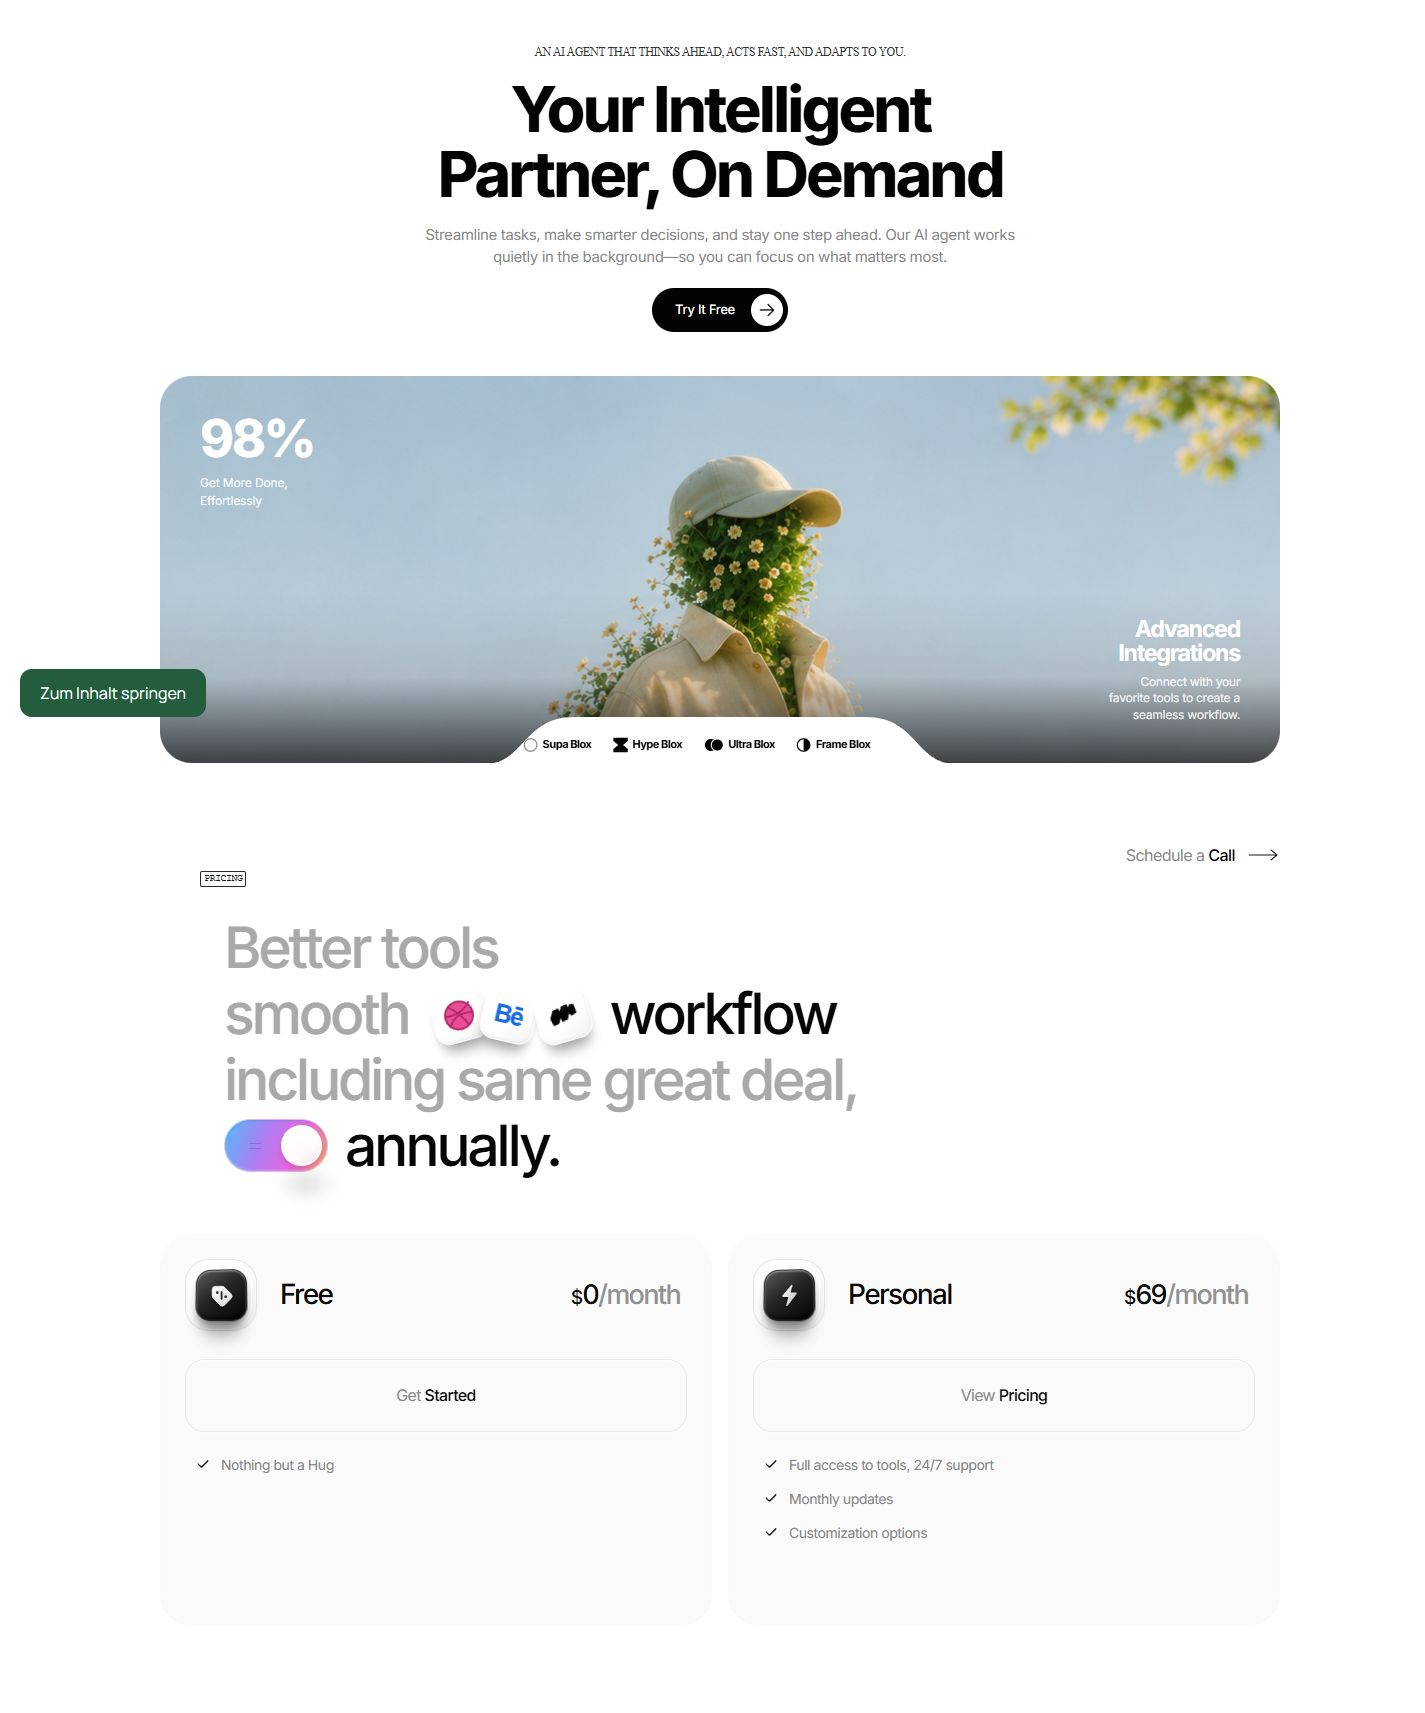 AN AI AGENT THAT THINKS AHEAD, ACTS FAST, AND ADAPTS TO YOU.
Your Intelligent
Partner, On Demand
Streamline tasks, make smarter decisions, and stay one step ahead. Our AI agent works
quietly in the background—so you can focus on what matters most.
Try It Free
98%
Get More Done,
Effortlessly
Advanced
Integrations
Connect with your
favorite tools to create a
seamless workflow.
Zum Inhalt springen
Supa Blox Hype Blox Ultra Blox Frame Blox
Schedule a Call
PRICING
Better tools
smooth Bē workflow
including same great deal,
annually.
Free $0/month
Get Started
Nothing but a Hug
Personal $69/month
View Pricing
Full access to tools, 24/7 support
Monthly updates
Customization options